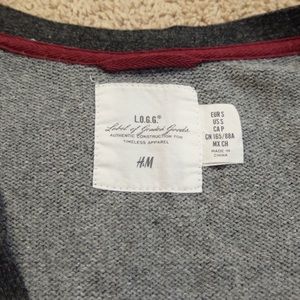 L.O.G.G.®
Label of Graded Goods.
AUTHENTIC CONSTRUCTION FOR
TIMELESS APPAREL
H&M
EUR S
US S
CA P
CN 165/88A
MX CH
MADE IN
CHINA